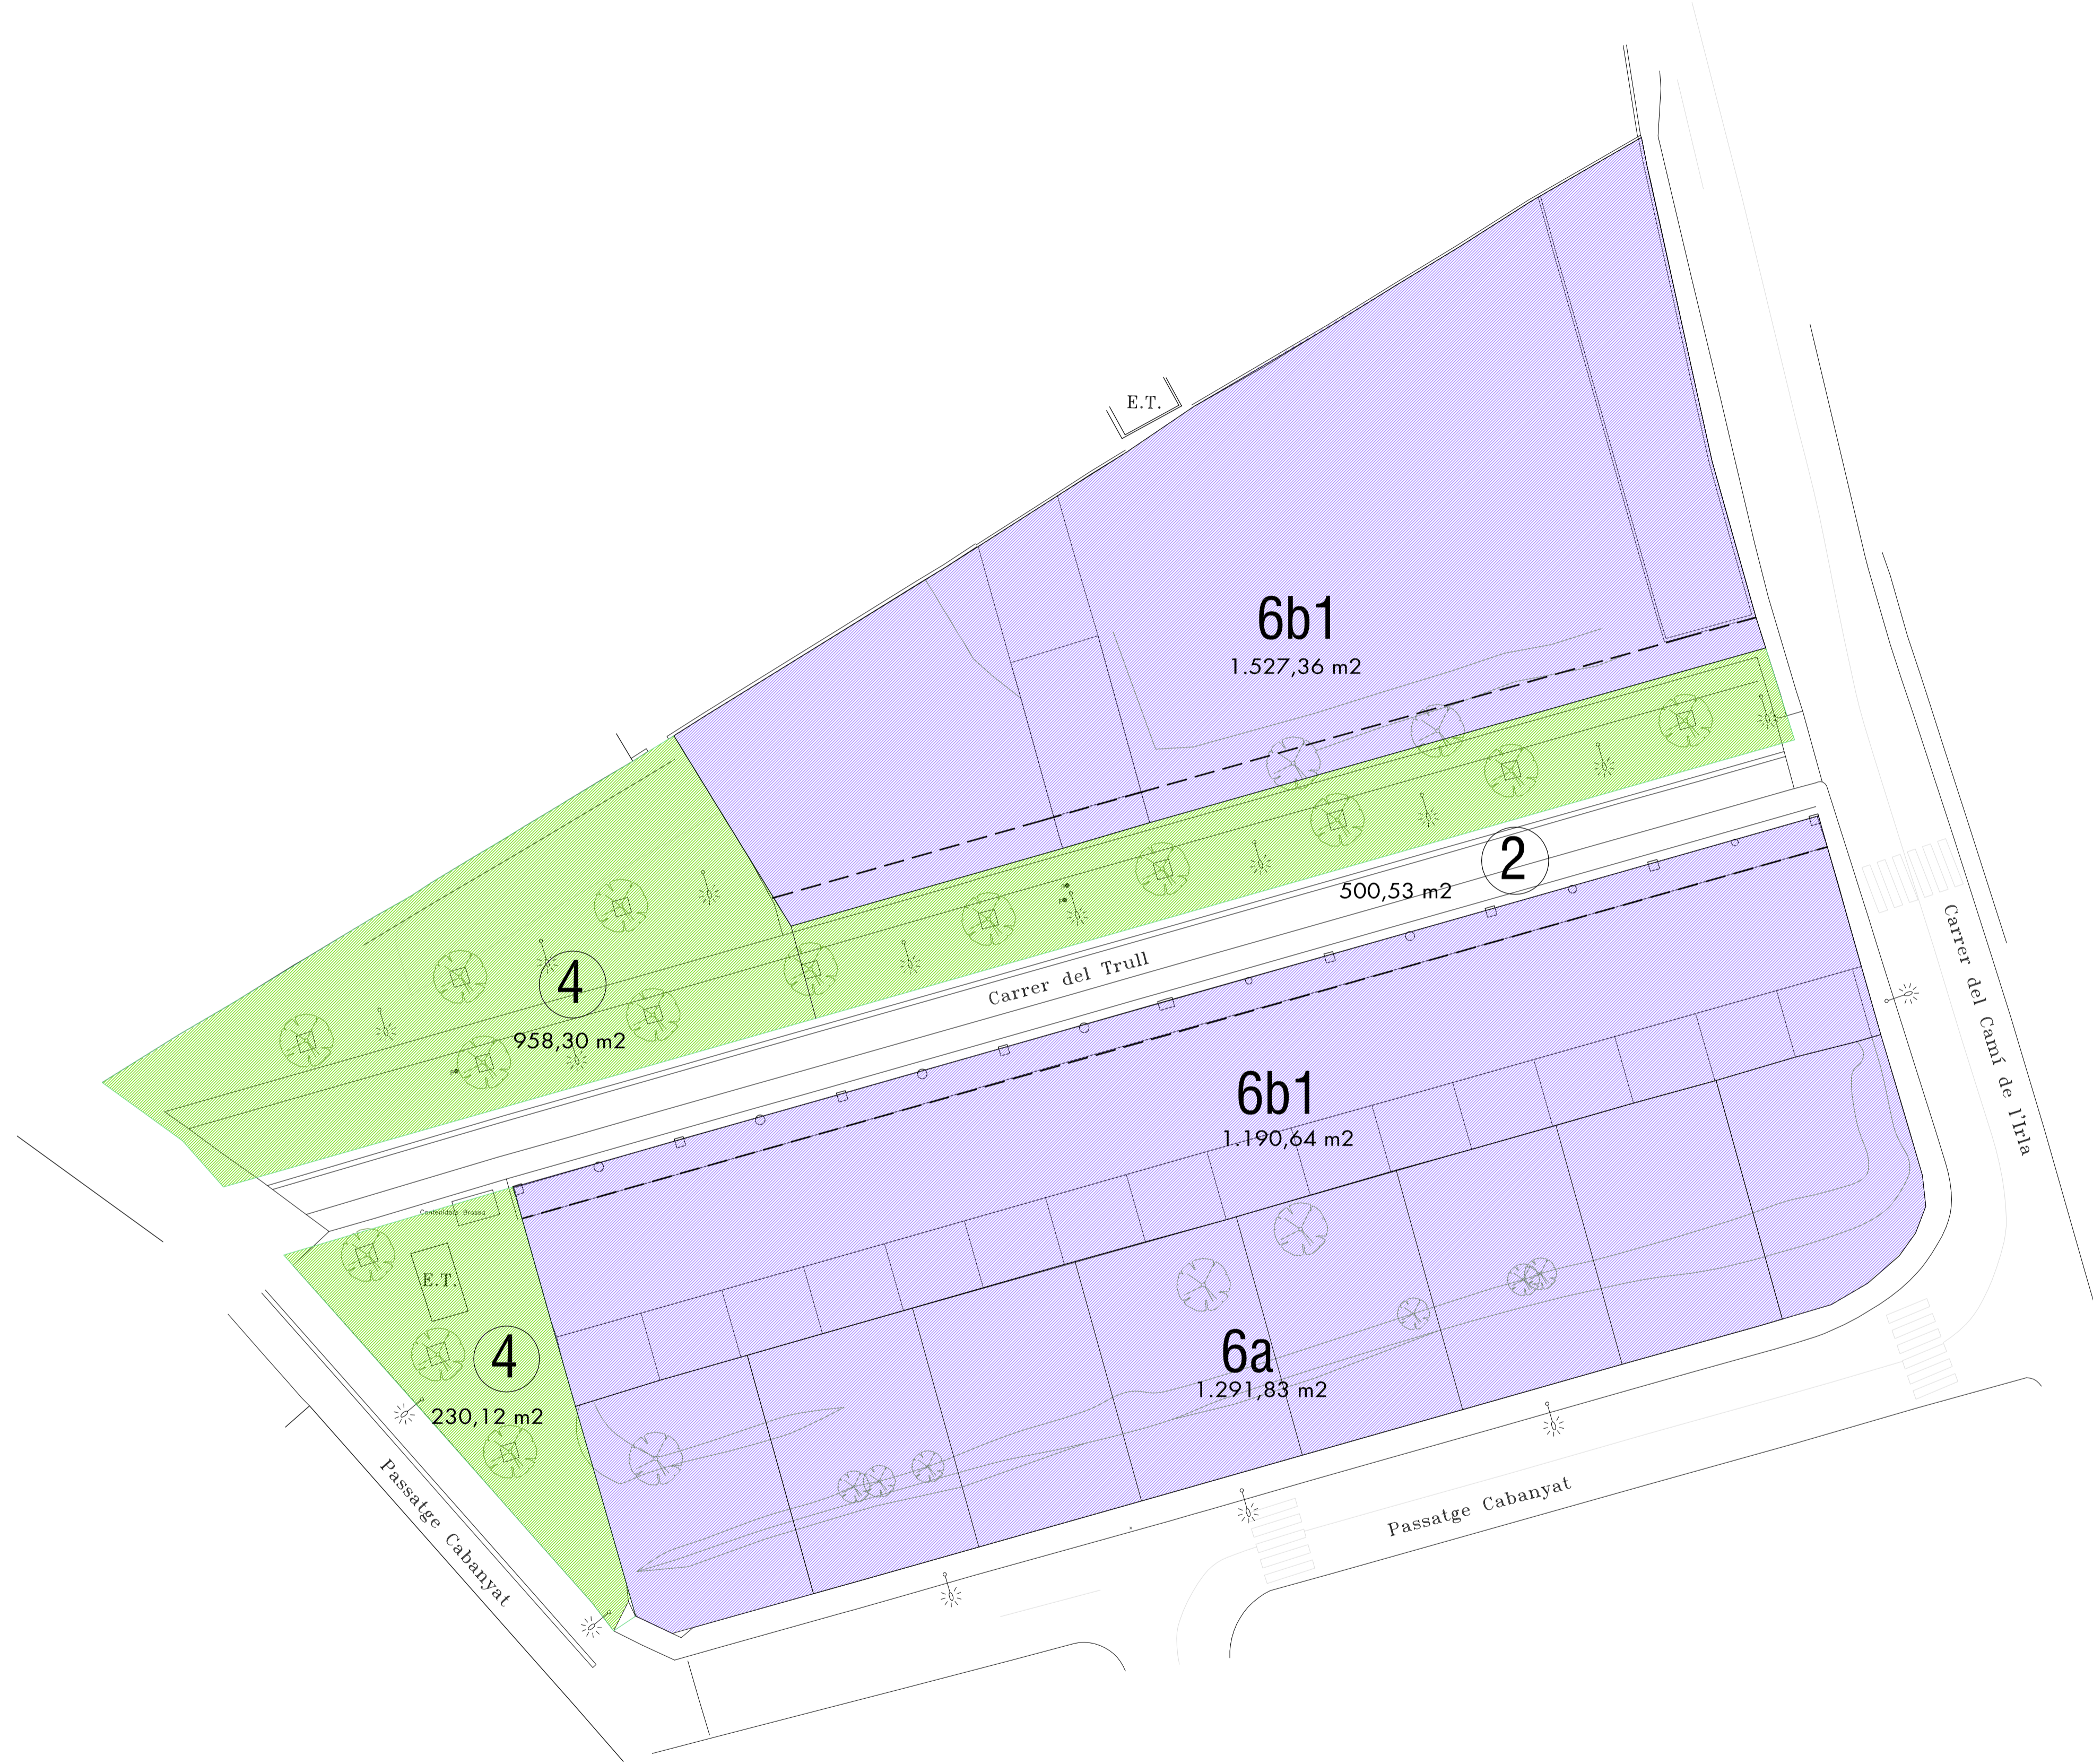 E.T.
6b1
1.527,36 m2
2
500,53 m2
4
958,30 m2
Carrer del Trull
Carrer del Camí de l'Irla
6b1
1.190,64 m2
Contenidors Brossa
E.T.
4
230,12 m2
6a
1.291,83 m2
Passatge Cabanyat
Passatge Cabanyat